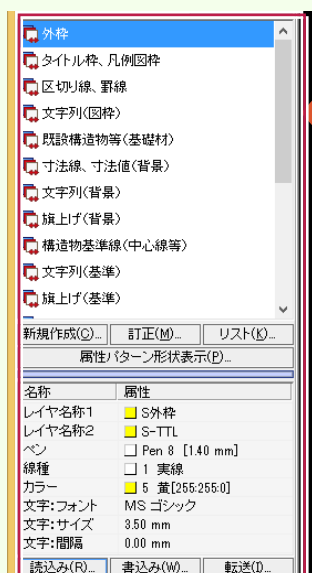 外枠
タイトル枠、凡例図枠
区切り線、罫線
文字列(図枠)
既設構造物等(基礎材)
寸法線、寸法値(背景)
文字列(背景)
旗上げ(背景)
構造物基準線(中心線等)
文字列(基準)
旗上げ(基準)
新規作成(C)... 訂正(M)... リスト(K)...
属性パターン形状表示(P)...
名称 属性
レイヤ名称1 S外枠
レイヤ名称2 S-TTL
ペン Pen 8 [1.40 mm]
線種 1 実線
カラー 5 黄[255:255:0]
文字:フォント MS ゴシック
文字:サイズ 3.50 mm
文字:間隔 0.00 mm
読込み(R)... 書込み(W)... 転送(I)...